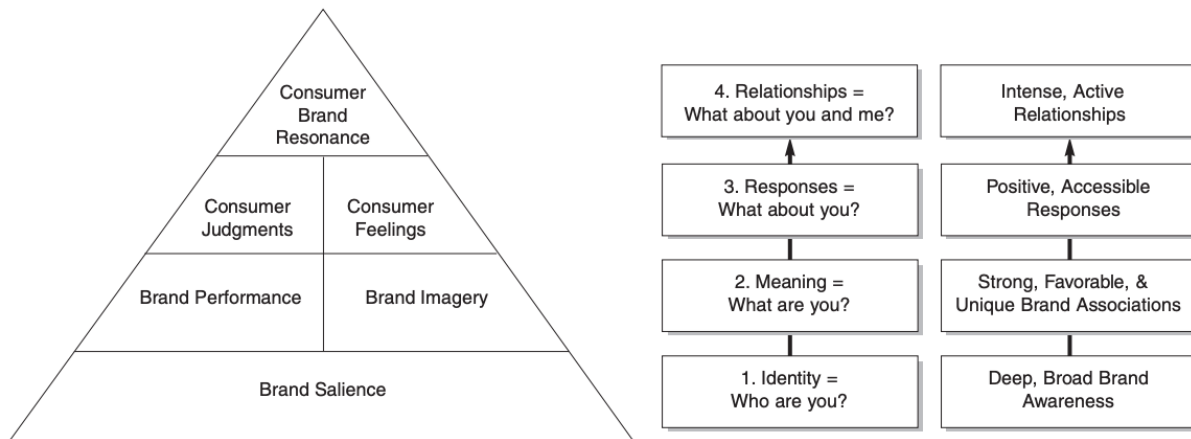 Consumer
Brand
Resonance
Consumer
Judgments
Consumer
Feelings
Brand Performance
Brand Imagery
Brand Salience
4. Relationships =
What about you and me?
3. Responses =
What about you?
2. Meaning =
What are you?
1. Identity =
Who are you?
Intense, Active
Relationships
Positive, Accessible
Responses
Strong, Favorable, &
Unique Brand Associations
Deep, Broad Brand
Awareness